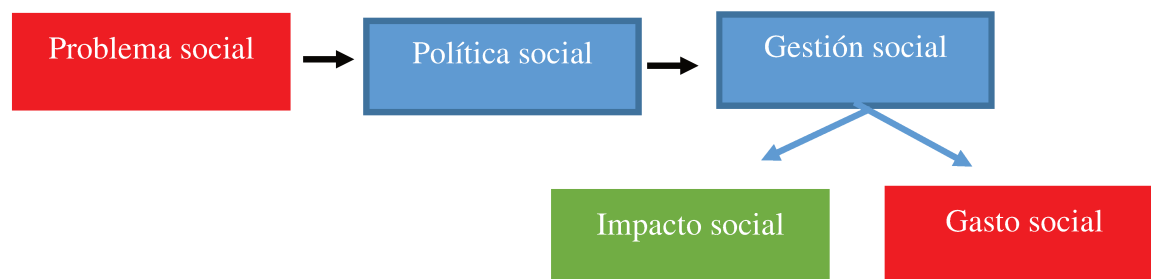 Problema social
Política social
Gestión social
Impacto social
Gasto social